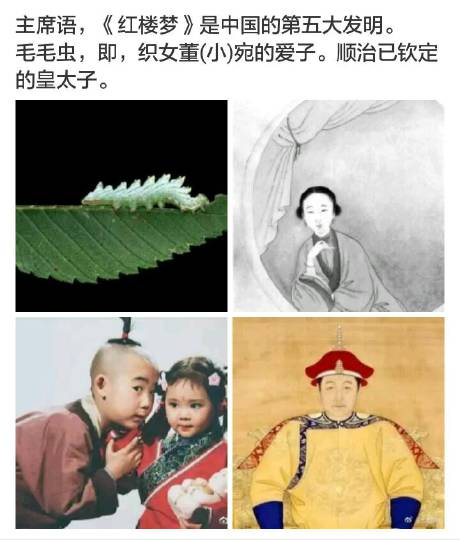 主席语，《红楼梦》是中国的第五大发明。
毛毛虫，即，织女董(小)宛的爱子。顺治已钦定
的皇太子。